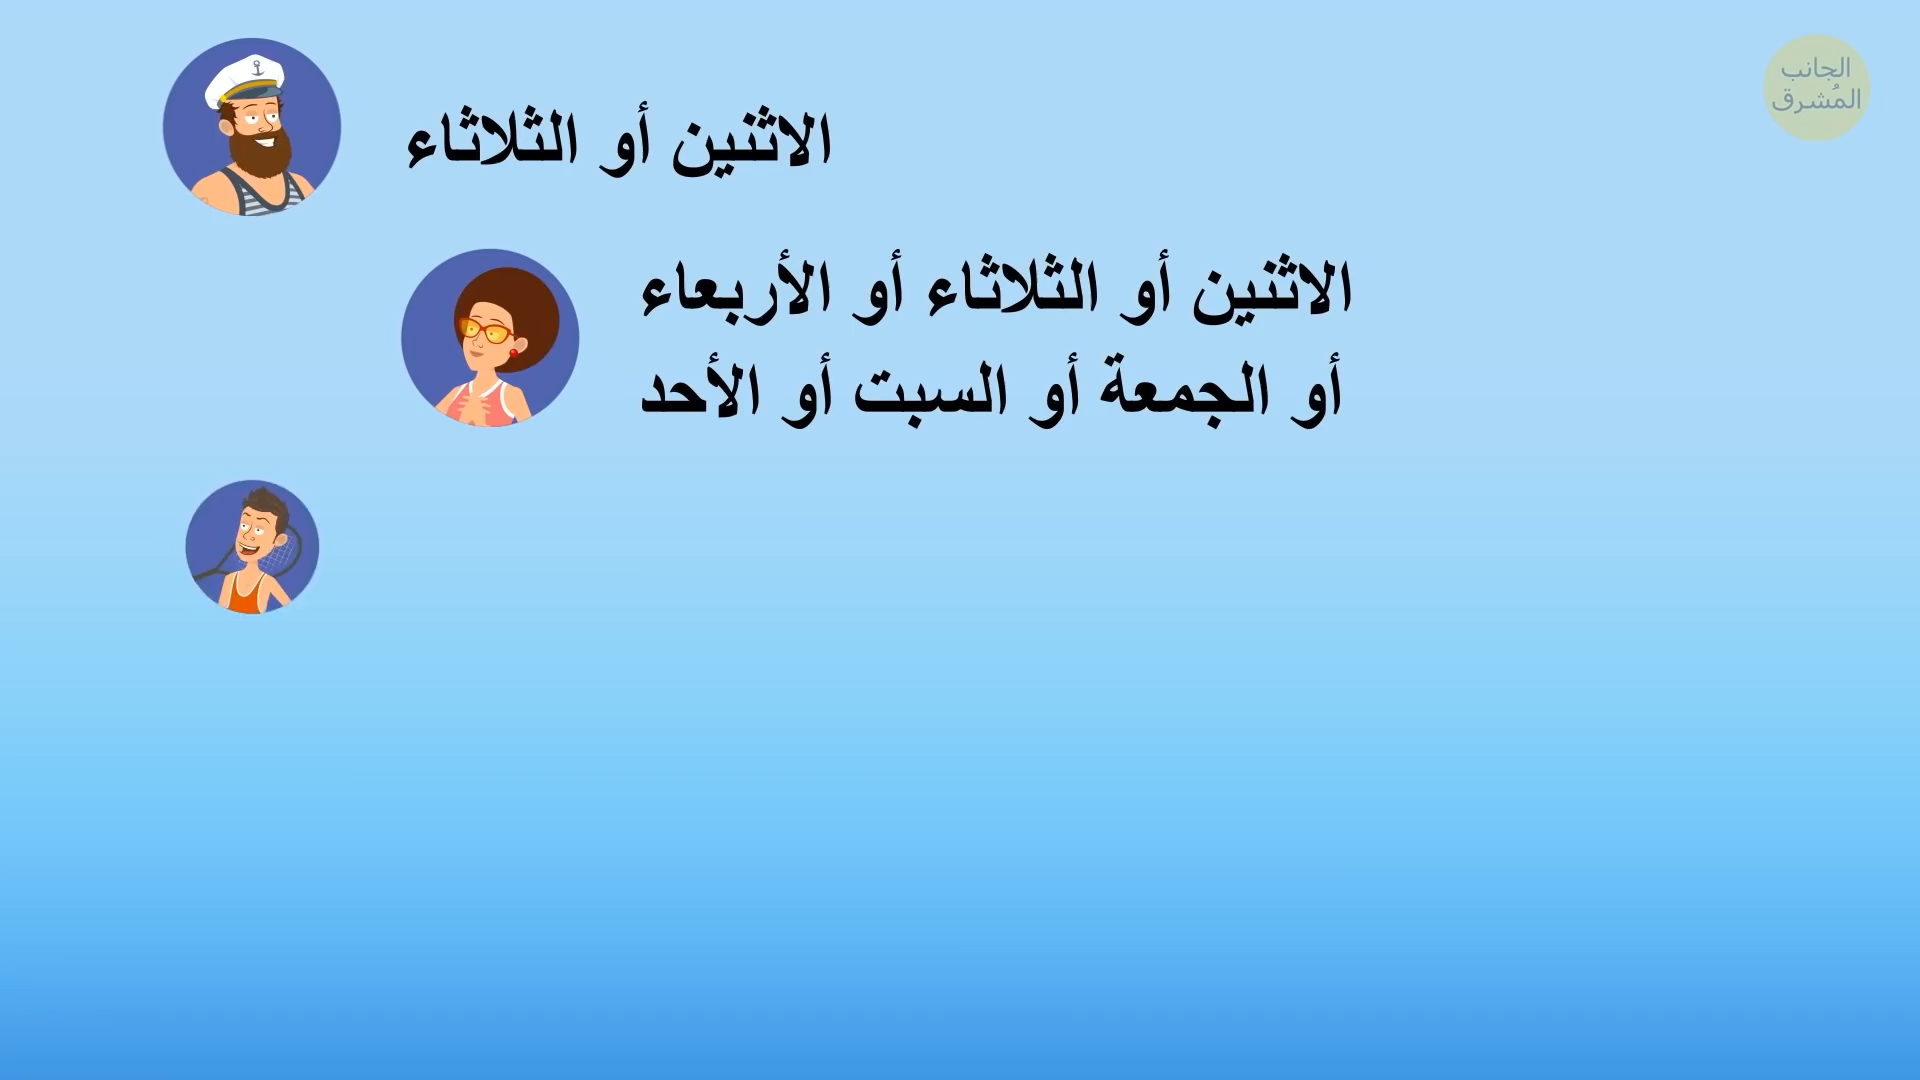 الاثنين أو الثلاثاء
الاثنين أو الثلاثاء أو الأربعاء
أو الجمعة أو السبت أو الأحد
الجانب
المُشرق